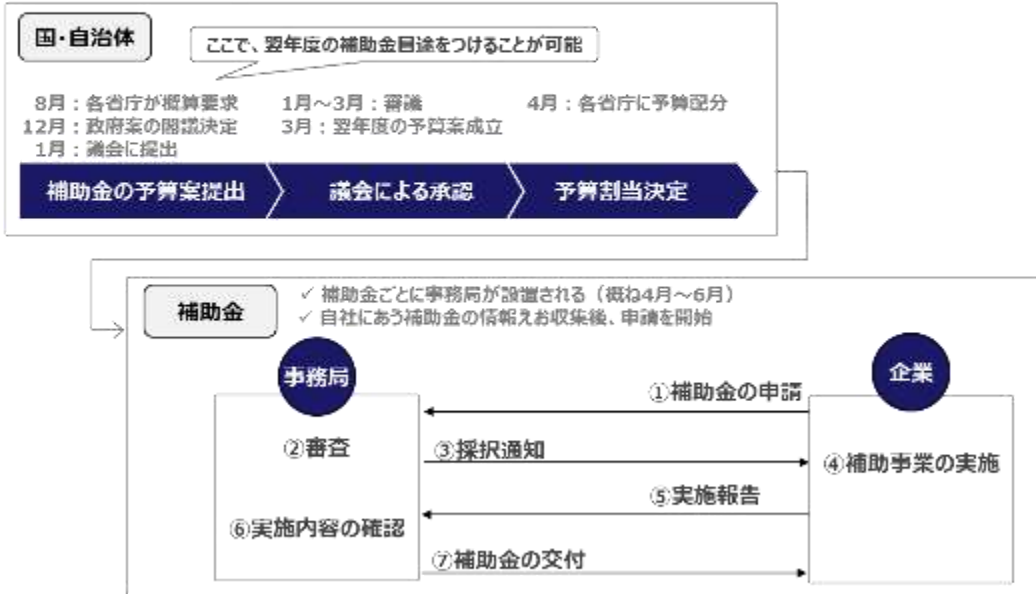 国・自治体
ここで、翌年度の補助金目途をつけることが可能
8月：各省庁が概算要求
12月：政府案の閣議決定
1月：議会に提出
1月～3月：審議
3月：翌年度の予算案成立
4月：各省庁に予算配分
補助金の予算案提出
議会による承認
予算割当決定
補助金
✓ 補助金ごとに事務局が設置される（概ね4月～6月）
✓ 自社にあう補助金の情報えお収集後、申請を開始
事務局
企業
①補助金の申請
②審査
③採択通知
④補助事業の実施
⑤実施報告
⑥実施内容の確認
⑦補助金の交付